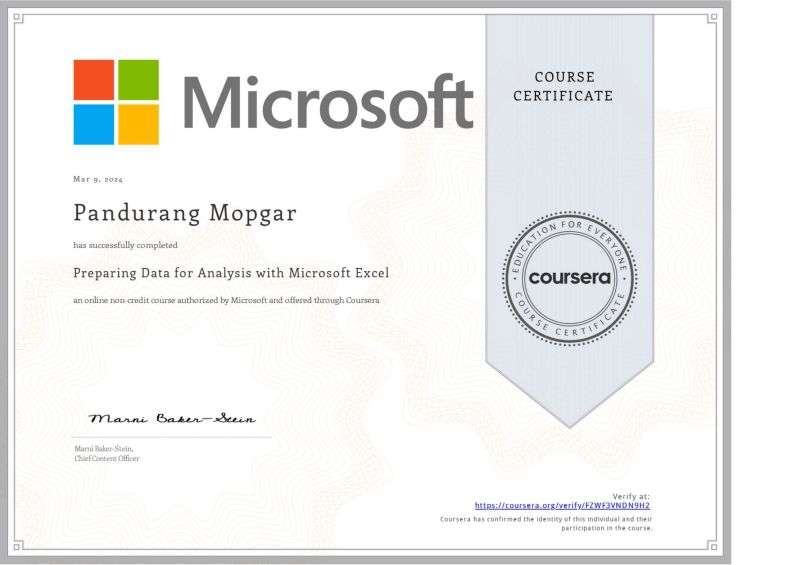 Microsoft
COURSE
CERTIFICATE
Mar 9, 2024
Pandurang Mopgar
has successfully completed
Preparing Data for Analysis with Microsoft Excel
an online non-credit course authorized by Microsoft and offered through Coursera
EDUCATION FOR EVERYONE
coursera
COURSE CERTIFICATE
Marni Baker-Stein
Marni Baker-Stein,
Chief Content Officer
Verify at:
https://coursera.org/verify/FZWF3VNDN9H2
Coursera has confirmed the identity of this individual and their
participation in the course.